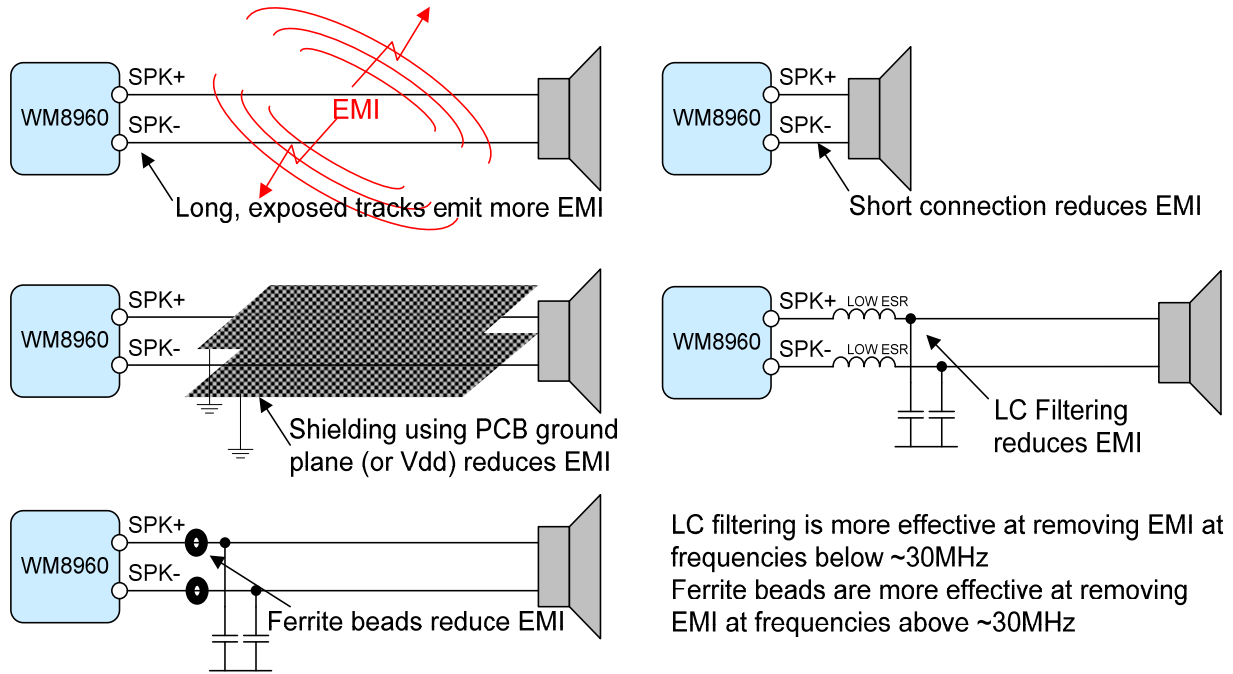 SPK+
WM8960
SPK-
EMI
Long, exposed tracks emit more EMI
SPK+
WM8960
SPK-
Short connection reduces EMI
SPK+
WM8960
SPK-
Shielding using PCB ground
plane (or Vdd) reduces EMI
SPK+
LOW ESR
WM8960
SPK-
LOW ESR
LC Filtering
reduces EMI
SPK+
WM8960
SPK-
Ferrite beads reduce EMI
LC filtering is more effective at removing EMI at
frequencies below ~30MHz
Ferrite beads are more effective at removing
EMI at frequencies above ~30MHz